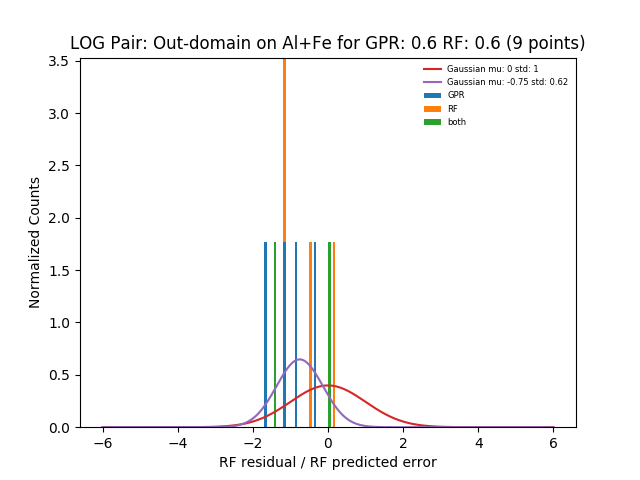 LOG Pair: Out-domain on Al+Fe for GPR: 0.6 RF: 0.6 (9 points)
Gaussian mu: 0 std: 1
Gaussian mu: -0.75 std: 0.62
GPR
RF
both
Normalized Counts
3.5
3.0
2.5
2.0
1.5
1.0
0.5
0.0
−6 −4 −2 0 2 4 6
RF residual / RF predicted error